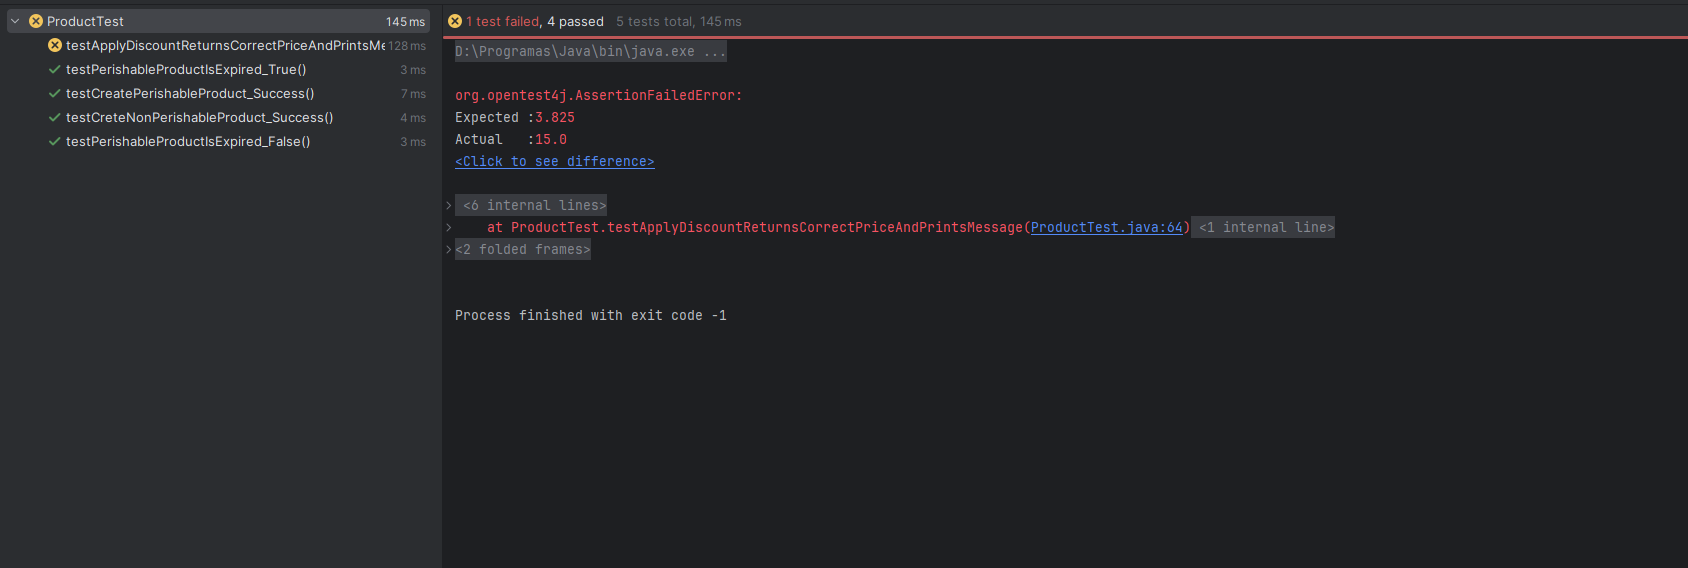 ProductTest 145 ms
testApplyDiscountReturnsCorrectPriceAndPrintsMe 128 ms
testPerishableProductIsExpired_True() 3 ms
testCreatePerishableProduct_Success() 7 ms
testCreteNonPerishableProduct_Success() 4 ms
testPerishableProductIsExpired_False() 3 ms
1 test failed, 4 passed 5 tests total, 145 ms
D:\Programas\Java\bin\java.exe ...
org.opentest4j.AssertionFailedError:
Expected :3.825
Actual   :15.0
<Click to see difference>
<6 internal lines>
at ProductTest.testApplyDiscountReturnsCorrectPriceAndPrintsMessage(ProductTest.java:64) <1 internal line>
<2 folded frames>
Process finished with exit code -1